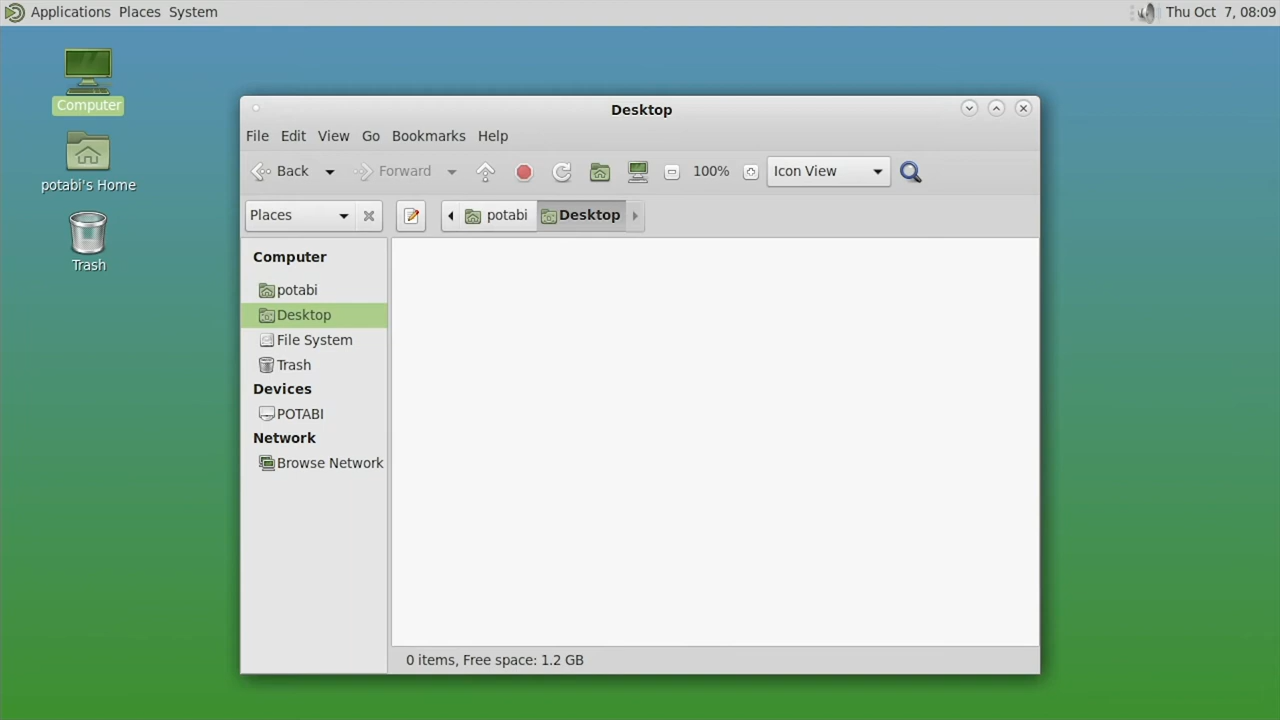 Applications Places System Thu Oct 7, 08:09
Computer
potabi's Home
Trash
Desktop
File Edit View Go Bookmarks Help
Back Forward 100% Icon View
Places potabi Desktop
Computer
potabi
Desktop
File System
Trash
Devices
POTABI
Network
Browse Network
0 items, Free space: 1.2 GB